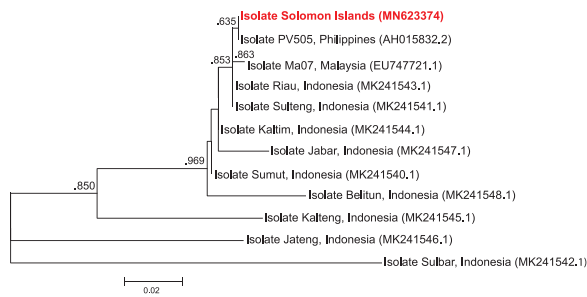 Isolate Solomon Islands (MN623374)
.635
Isolate PV505, Philippines (AH015832.2)
.853
.863
Isolate Ma07, Malaysia (EU747721.1)
Isolate Riau, Indonesia (MK241543.1)
Isolate Sulteng, Indonesia (MK241541.1)
Isolate Kaltim, Indonesia (MK241544.1)
Isolate Jabar, Indonesia (MK241547.1)
.969
Isolate Sumut, Indonesia (MK241540.1)
.850
Isolate Belitun, Indonesia (MK241548.1)
Isolate Kalteng, Indonesia (MK241545.1)
Isolate Jateng, Indonesia (MK241546.1)
Isolate Sulbar, Indonesia (MK241542.1)
0.02